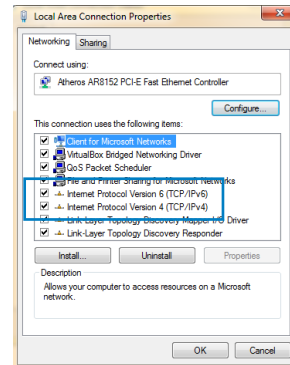 Local Area Connection Properties
Networking
Sharing
Connect using:
Atheros AR8152 PCI-E Fast Ethernet Controller
Configure...
This connection uses the following items:
Client for Microsoft Networks
VirtualBox Bridged Networking Driver
QoS Packet Scheduler
File and Printer Sharing for Microsoft Networks
Internet Protocol Version 6 (TCP/IPv6)
Internet Protocol Version 4 (TCP/IPv4)
Link-Layer Topology Discovery Mapper I/O Driver
Link-Layer Topology Discovery Responder
Install...
Uninstall
Properties
Description
Allows your computer to access resources on a Microsoft
network.
OK
Cancel